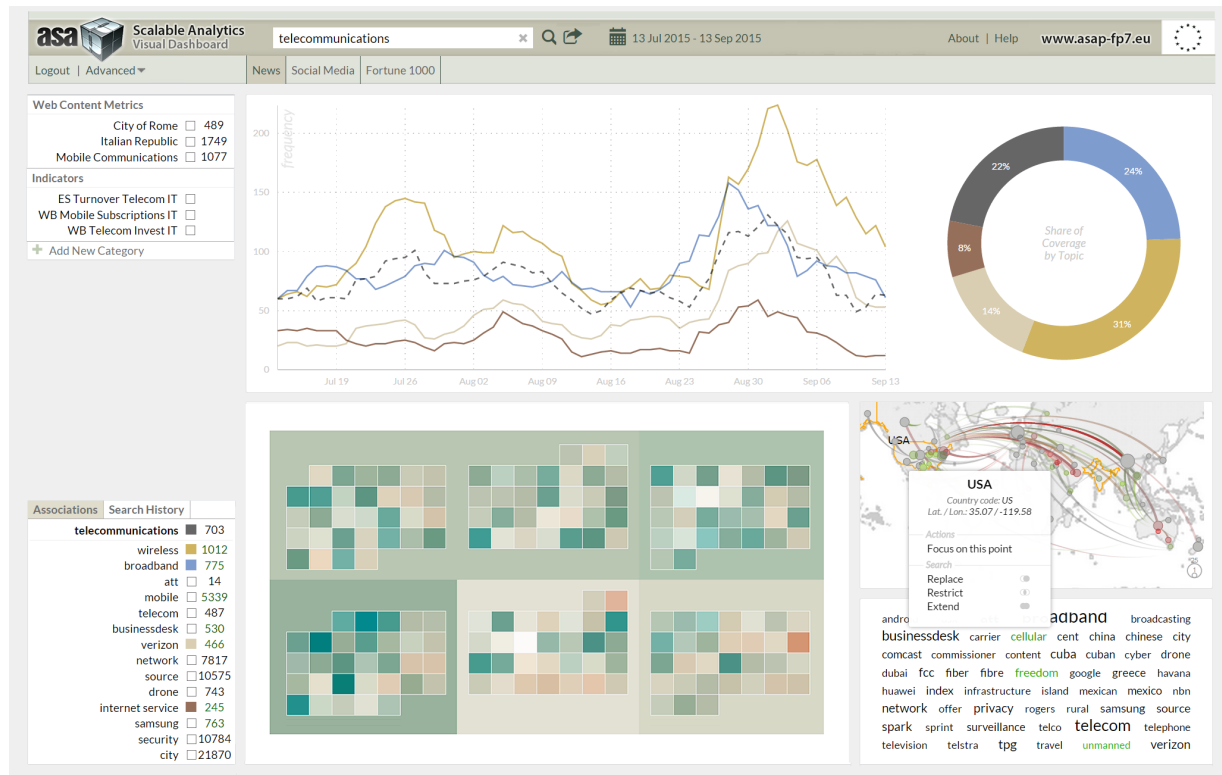 asa Scalable Analytics
Visual Dashboard
telecommunications
13 Jul 2015 - 13 Sep 2015
About | Help
www.asap-fp7.eu
Logout | Advanced
News Social Media Fortune 1000
Web Content Metrics
City of Rome 489
Italian Republic 1749
Mobile Communications 1077
Indicators
ES Turnover Telecom IT
WB Mobile Subscriptions IT
WB Telecom Invest IT
+ Add New Category
frequency
200
150
100
50
0
Jul 19 Jul 26 Aug 02 Aug 09 Aug 16 Aug 23 Aug 30 Sep 06 Sep 13
22%
24%
8%
14%
31%
Share of
Coverage
by Topic
Associations Search History
telecommunications 703
wireless 1012
broadband 775
att 14
mobile 5339
telecom 487
businessdesk 530
verizon 466
network 7817
source 10575
drone 743
internet service 245
samsung 763
security 10784
city 21870
USA
USA
Country code: US
Lat. / Lon.: 35.07 / -119.58
Actions
Focus on this point
Search
Replace
Restrict
Extend
andro adband broadcasting
businessdesk carrier cellular cent china chinese city
comcast commissioner content cuba cuban cyber drone
dubai fcc fiber fibre freedom google greece havana
huawei index infrastructure island mexican mexico nbn
network offer privacy rogers rural samsung source
spark sprint surveillance telco telecom telephone
television telstra tpg travel unmanned verizon